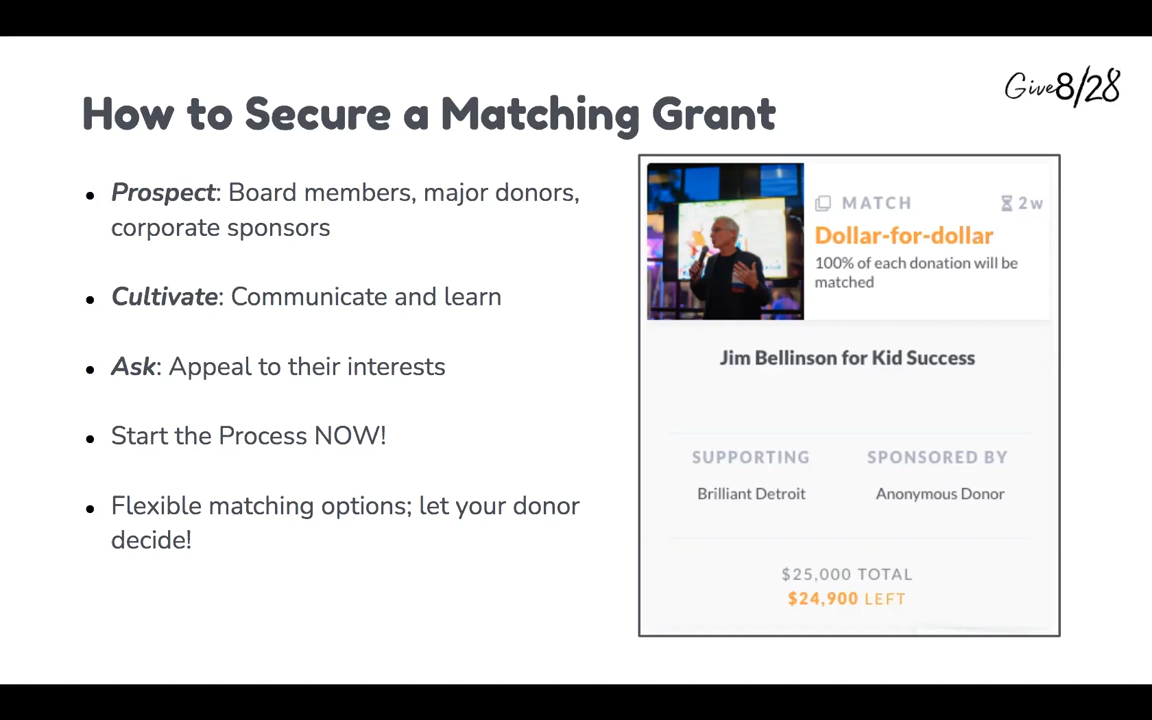 Give8/28
How to Secure a Matching Grant
Prospect: Board members, major donors,
corporate sponsors
Cultivate: Communicate and learn
Ask: Appeal to their interests
Start the Process NOW!
Flexible matching options; let your donor
decide!
MATCH
2w
Dollar-for-dollar
100% of each donation will be
matched
Jim Bellinson for Kid Success
SUPPORTING
SPONSORED BY
Brilliant Detroit
Anonymous Donor
$25,000 TOTAL
$24,900 LEFT